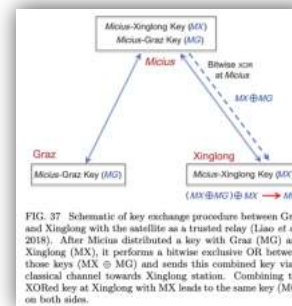 Micius-Xinglong Key (MX)
Micius-Graz Key (MG)
Micius
Bitwise XOR
at Micius
MX⊕MG
Graz
Xinglong
Micius-Graz Key (MG)
Micius-Xinglong Key (MX
(MX⊕MG)⊕MX → M
FIG. 37 Schematic of key exchange procedure between Gr
and Xinglong with the satellite as a trusted relay (Liao et
2018). After Micius distributed a key with Graz (MG) a
Xinglong (MX), it performs a bitwise exclusive OR betwe
those keys (MX ⊕ MG) and sends this combined key via
classical channel towards Xinglong station. Combining t
XORed key at Xinglong with MX leads to the same key (M
on both sides.